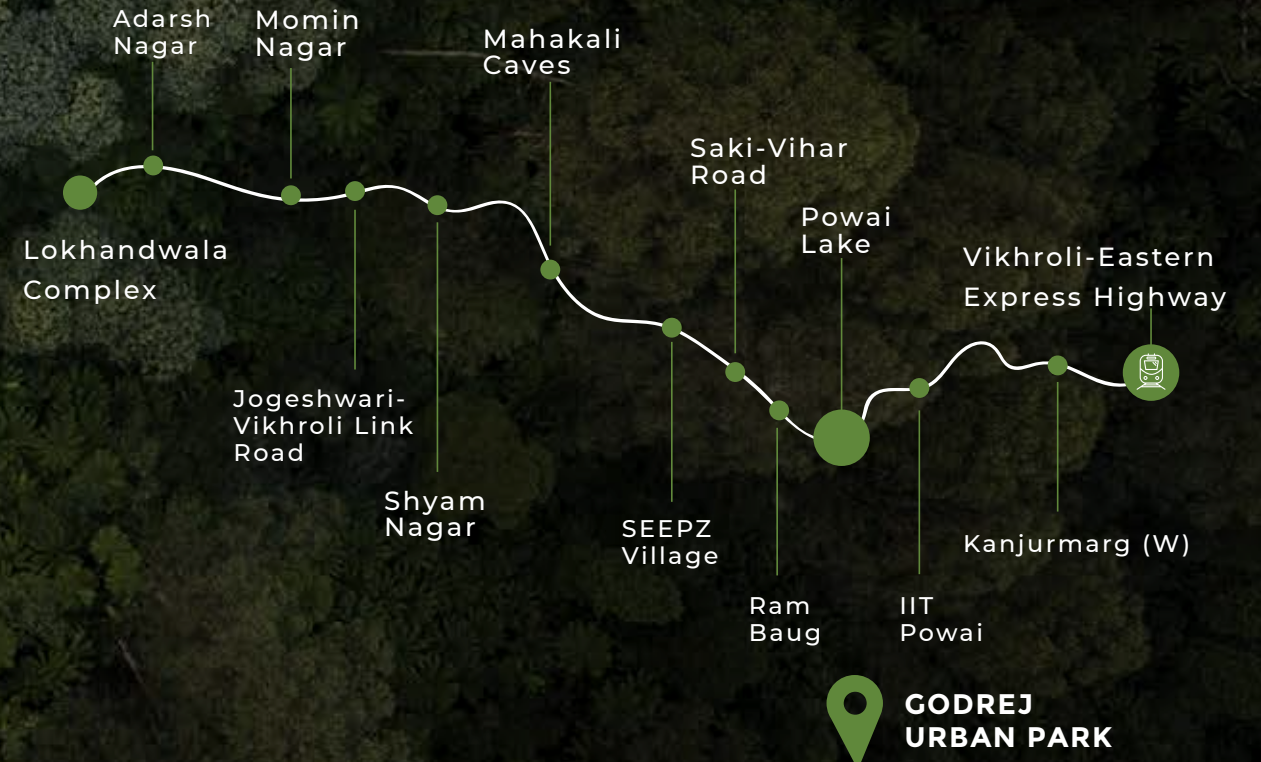 Adarsh
Nagar
Momin
Nagar
Mahakali
Caves
Saki-Vihar
Road
Powai
Lake
Vikhroli-Eastern
Express Highway
Lokhandwala
Complex
Jogeshwari-
Vikhroli Link
Road
Shyam
Nagar
SEEPZ
Village
Kanjurmarg (W)
Ram
Baug
IIT
Powai
GODREJ
URBAN PARK